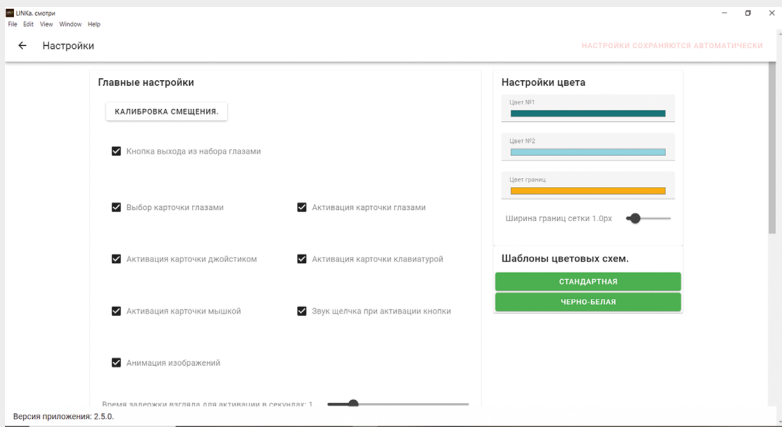 LINKa. смотри
File Edit View Window Help
Настройки
НАСТРОЙКИ СОХРАНЯЮТСЯ АВТОМАТИЧЕСКИ
Главные настройки
КАЛИБРОВКА СМЕЩЕНИЯ.
Кнопка выхода из набора глазами
Выбор карточки глазами
Активация карточки глазами
Активация карточки джойстиком
Активация карточки клавиатурой
Активация карточки мышкой
Звук щелчка при активации кнопки
Анимация изображений
Время задержки взгляда для активации в секундах: 1
Настройки цвета
Цвет №1
Цвет №2
Цвет границ
Ширина границ сетки 1.0px
Шаблоны цветовых схем.
СТАНДАРТНАЯ
ЧЕРНО-БЕЛАЯ
Версия приложения: 2.5.0.